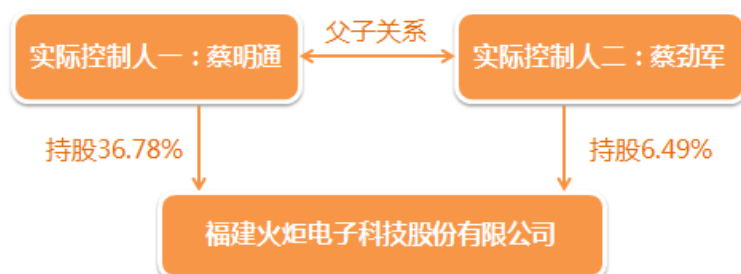 父子关系
实际控制人一：蔡明通
实际控制人二：蔡劲军
持股36.78%
持股6.49%
福建火炬电子科技股份有限公司